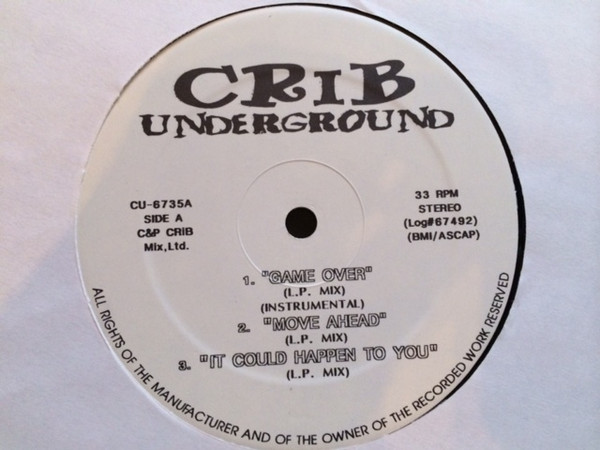 CRIB
UNDERGROUND
CU-6735A
SIDE A
C&P CRiB
Mix,Ltd.
33 RPM
STEREO
(Log#67492)
(BMI/ASCAP)
1. "GAME OVER"
(L.P. MIX)
(INSTRUMENTAL)
2. "MOVE AHEAD"
(L.P. MIX)
3. "IT COULD HAPPEN TO YOU"
(L.P. MIX)
ALL RIGHTS OF THE MANUFACTURER AND OF THE OWNER OF THE RECORDED WORK RESERVED